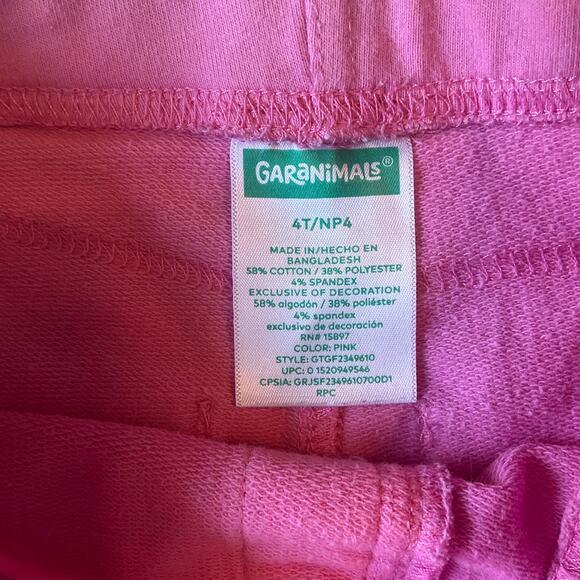 GARANIMALS®
4T/NP4
MADE IN/HECHO EN
BANGLADESH
58% COTTON / 38% POLYESTER
4% SPANDEX
EXCLUSIVE OF DECORATION
58% algodón / 38% poliéster
4% spandex
exclusivo de decoración
RN# 15897
COLOR: PINK
STYLE: GTGF2349610
UPC: 0 1520949546
CPSIA: GRJSF2349610700D1
RPC